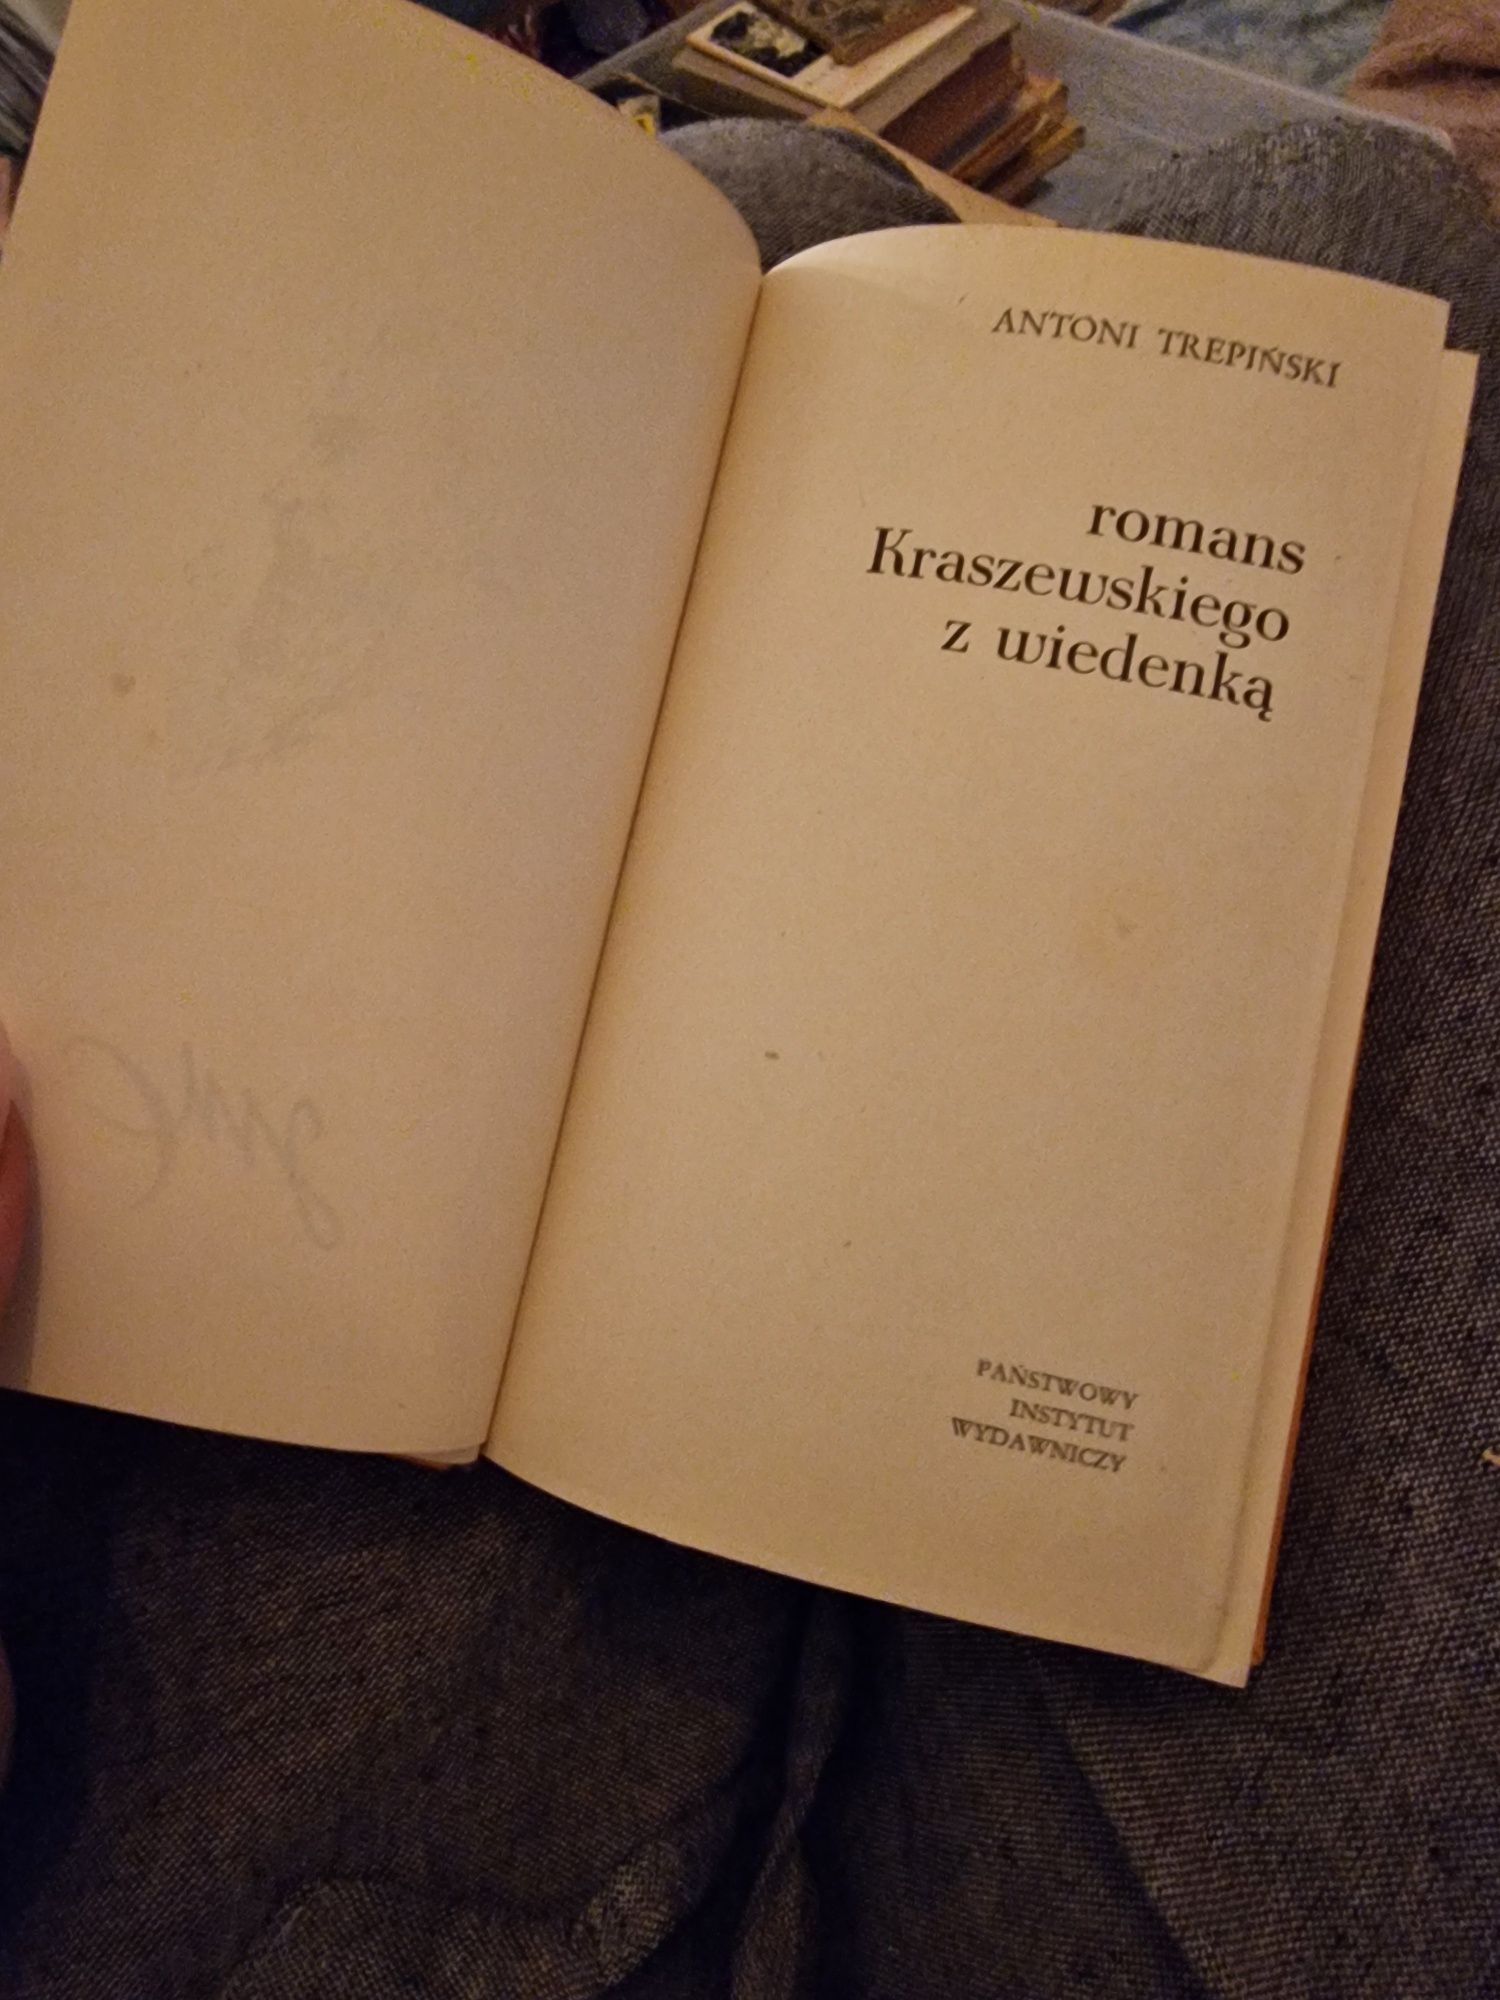 ANTONI TREPIŃSKI
romans
Kraszewskiego
z wiedenką
PAŃSTWOWY
INSTYTUT
WYDAWNICZY